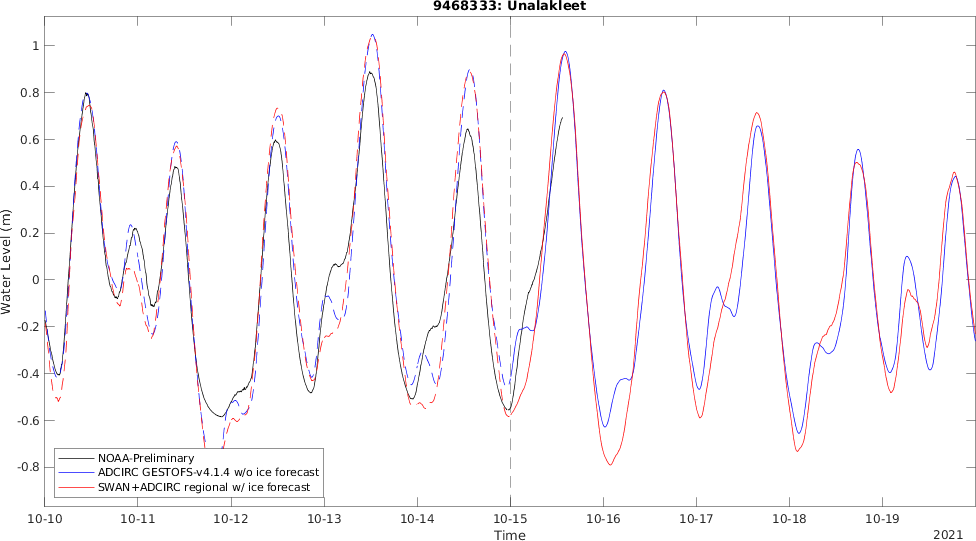 9468333: Unalakleet
Water Level (m)
1
0.8
0.6
0.4
0.2
0
-0.2
-0.4
-0.6
-0.8
NOAA-Preliminary
ADCIRC GESTOFS-v4.1.4 w/o ice forecast
SWAN+ADCIRC regional w/ ice forecast
10-10 10-11 10-12 10-13 10-14 10-15 10-16 10-17 10-18 10-19
Time
2021